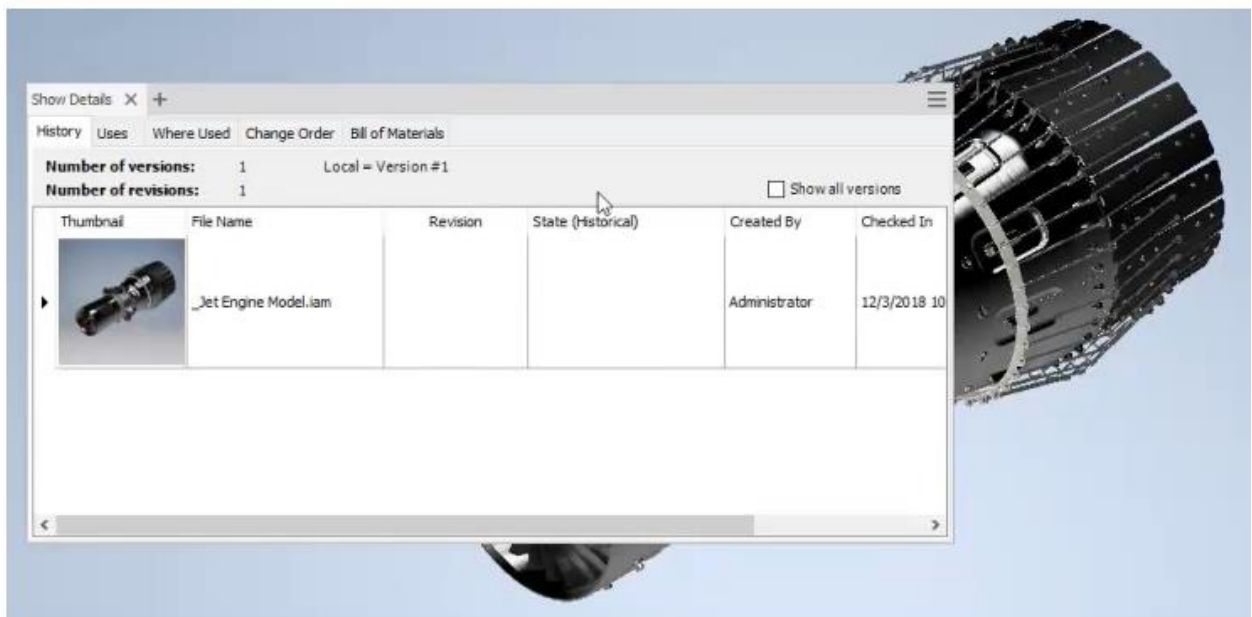 Show Details
History Uses Where Used Change Order Bill of Materials
Number of versions: 1 Local = Version #1
Number of revisions: 1 Show all versions
Thumbnail File Name Revision State (Historical) Created By Checked In
_Jet Engine Model.iam Administrator 12/3/2018 10